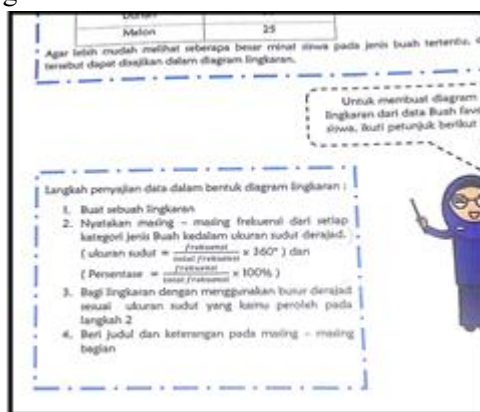 g
Durian
Melon 25
Agar lebih mudah melihat seberapa besar minat siswa pada jenis buah tertentu,
tersebut dapat disajikan dalam diagram lingkaran.
Untuk membuat diagram
lingkaran dari data Buah fav
siswa, ikuti petunjuk berikut
Langkah penyajian data dalam bentuk diagram lingkaran :
1. Buat sebuah lingkaran
2. Nyatakan masing - masing frekuensi dari setiap
kategori jenis Buah kedalam ukuran sudut derajad.
( ukuran sudut = frekuensi / total frekuensi x 360° ) dan
( Persentase = frekuensi / total frekuensi x 100% )
3. Bagi lingkaran dengan menggunakan busur derajad
sesuai ukuran sudut yang kamu peroleh pada
langkah 2
4. Beri judul dan keterangan pada masing - masing
bagian